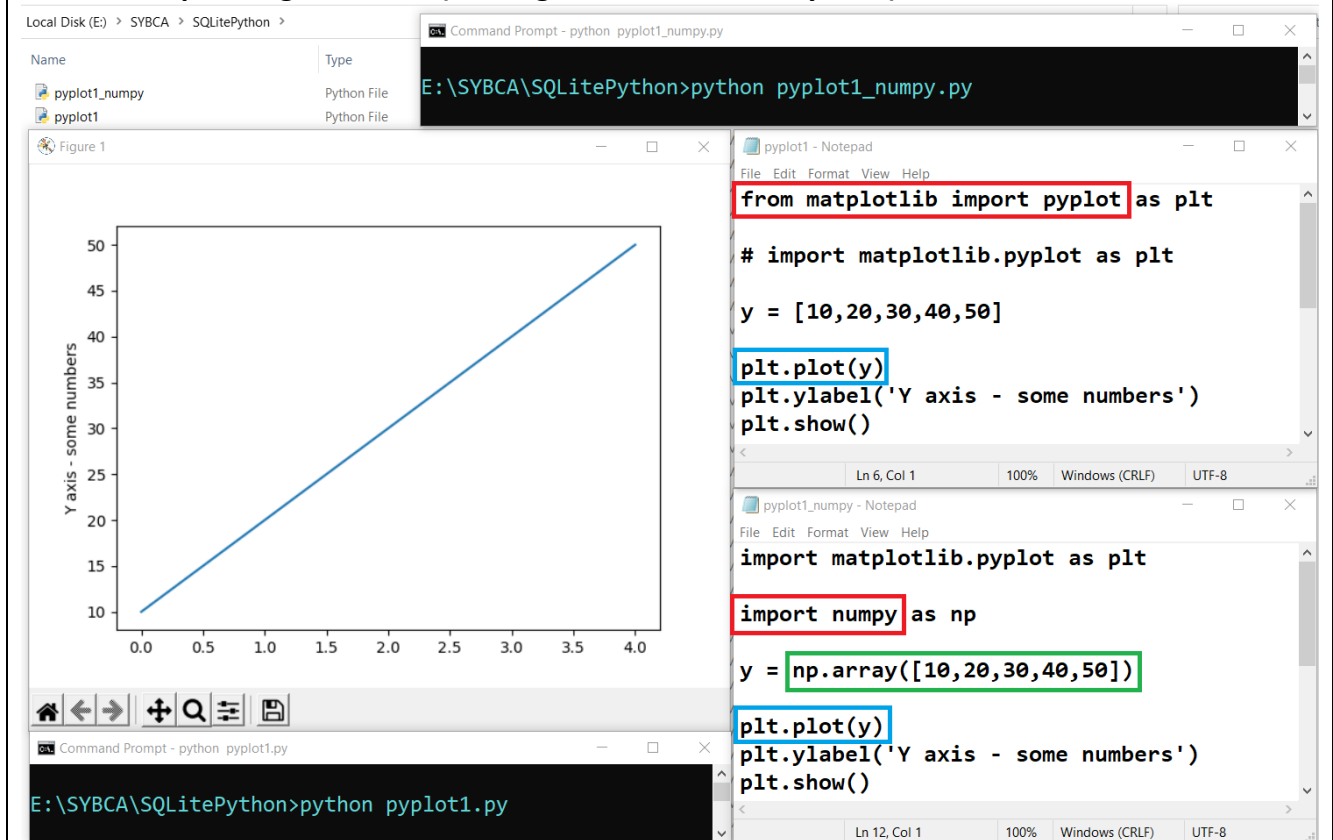 Local Disk (E:) > SYBCA > SQLitePython >
Name Type
pyplot1_numpy Python File
pyplot1 Python File
Command Prompt - python pyplot1_numpy.py
E:\SYBCA\SQLitePython>python pyplot1_numpy.py
Figure 1
50
45
40
35
30
25
20
15
10
Y axis - some numbers
0.0 0.5 1.0 1.5 2.0 2.5 3.0 3.5 4.0
Command Prompt - python pyplot1.py
E:\SYBCA\SQLitePython>python pyplot1.py
pyplot1 - Notepad
File Edit Format View Help
from matplotlib import pyplot as plt
# import matplotlib.pyplot as plt
y = [10,20,30,40,50]
plt.plot(y)
plt.ylabel('Y axis - some numbers')
plt.show()
Ln 6, Col 1 100% Windows (CRLF) UTF-8
pyplot1_numpy - Notepad
File Edit Format View Help
import matplotlib.pyplot as plt
import numpy as np
y = np.array([10,20,30,40,50])
plt.plot(y)
plt.ylabel('Y axis - some numbers')
plt.show()
Ln 12, Col 1 100% Windows (CRLF) UTF-8